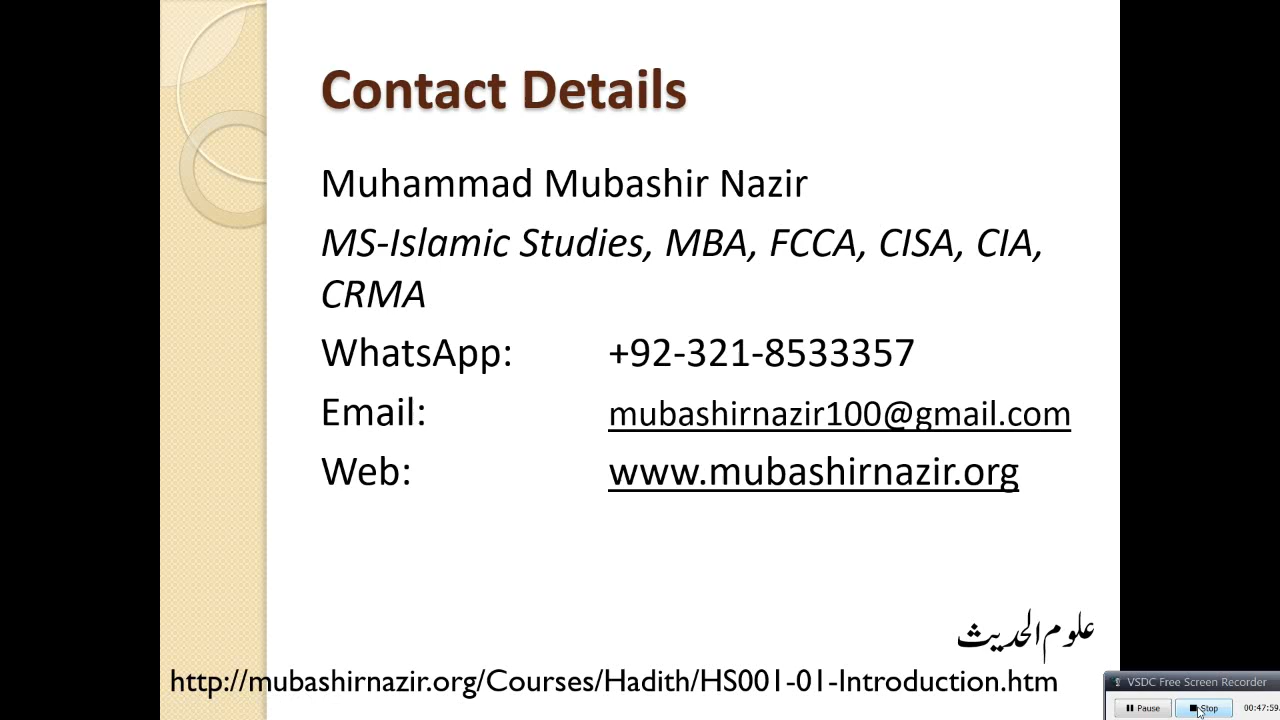 Contact Details
Muhammad Mubashir Nazir
MS-Islamic Studies, MBA, FCCA, CISA, CIA,
CRMA
WhatsApp: +92-321-8533357
Email: mubashirnazir100@gmail.com
Web: www.mubashirnazir.org
علوم الحدیث
http://mubashirnazir.org/Courses/Hadith/HS001-01-Introduction.htm
VSDC Free Screen Recorder
Pause Stop 00:47:59.